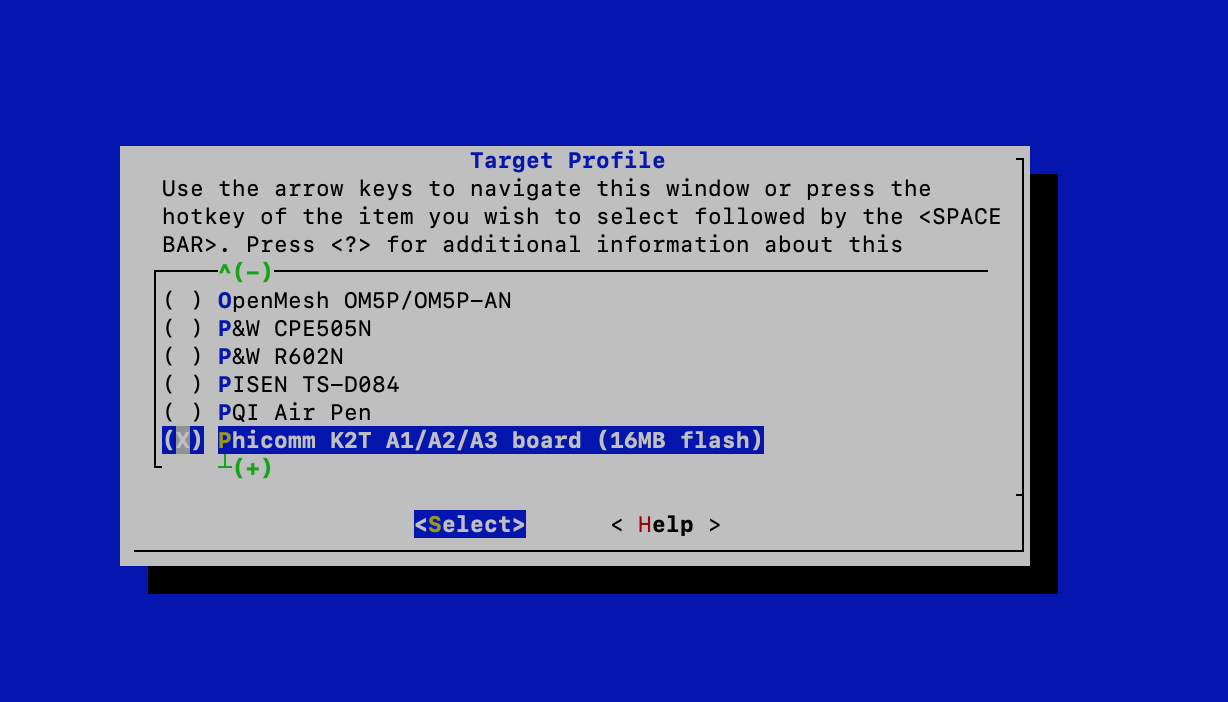 Target Profile
Use the arrow keys to navigate this window or press the
hotkey of the item you wish to select followed by the <SPACE
BAR>. Press <?> for additional information about this
^(-)
( ) OpenMesh OM5P/OM5P-AN
( ) P&W CPE505N
( ) P&W R602N
( ) PISEN TS-D084
( ) PQI Air Pen
(X) Phicomm K2T A1/A2/A3 board (16MB flash)
┴(+)
<Select> < Help >